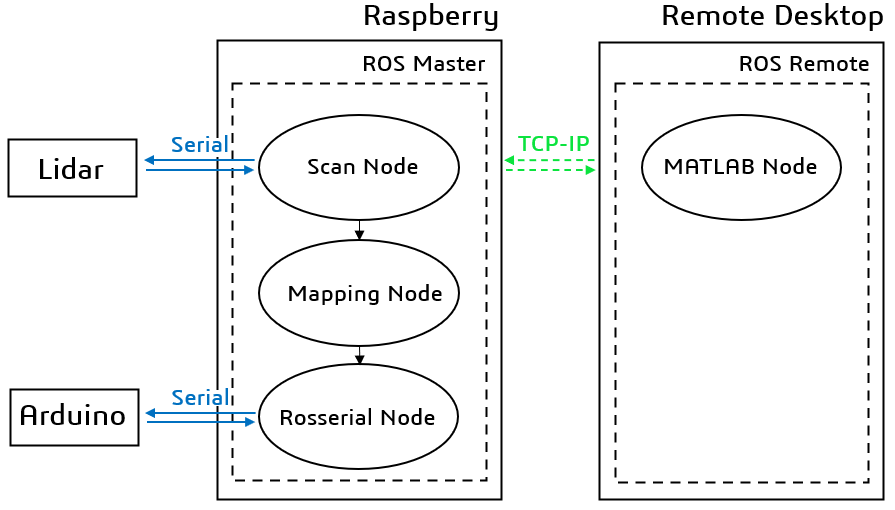 Raspberry
Remote Desktop
ROS Master
ROS Remote
Serial
TCP-IP
Lidar
Scan Node
MATLAB Node
Mapping Node
Serial
Arduino
Rosserial Node